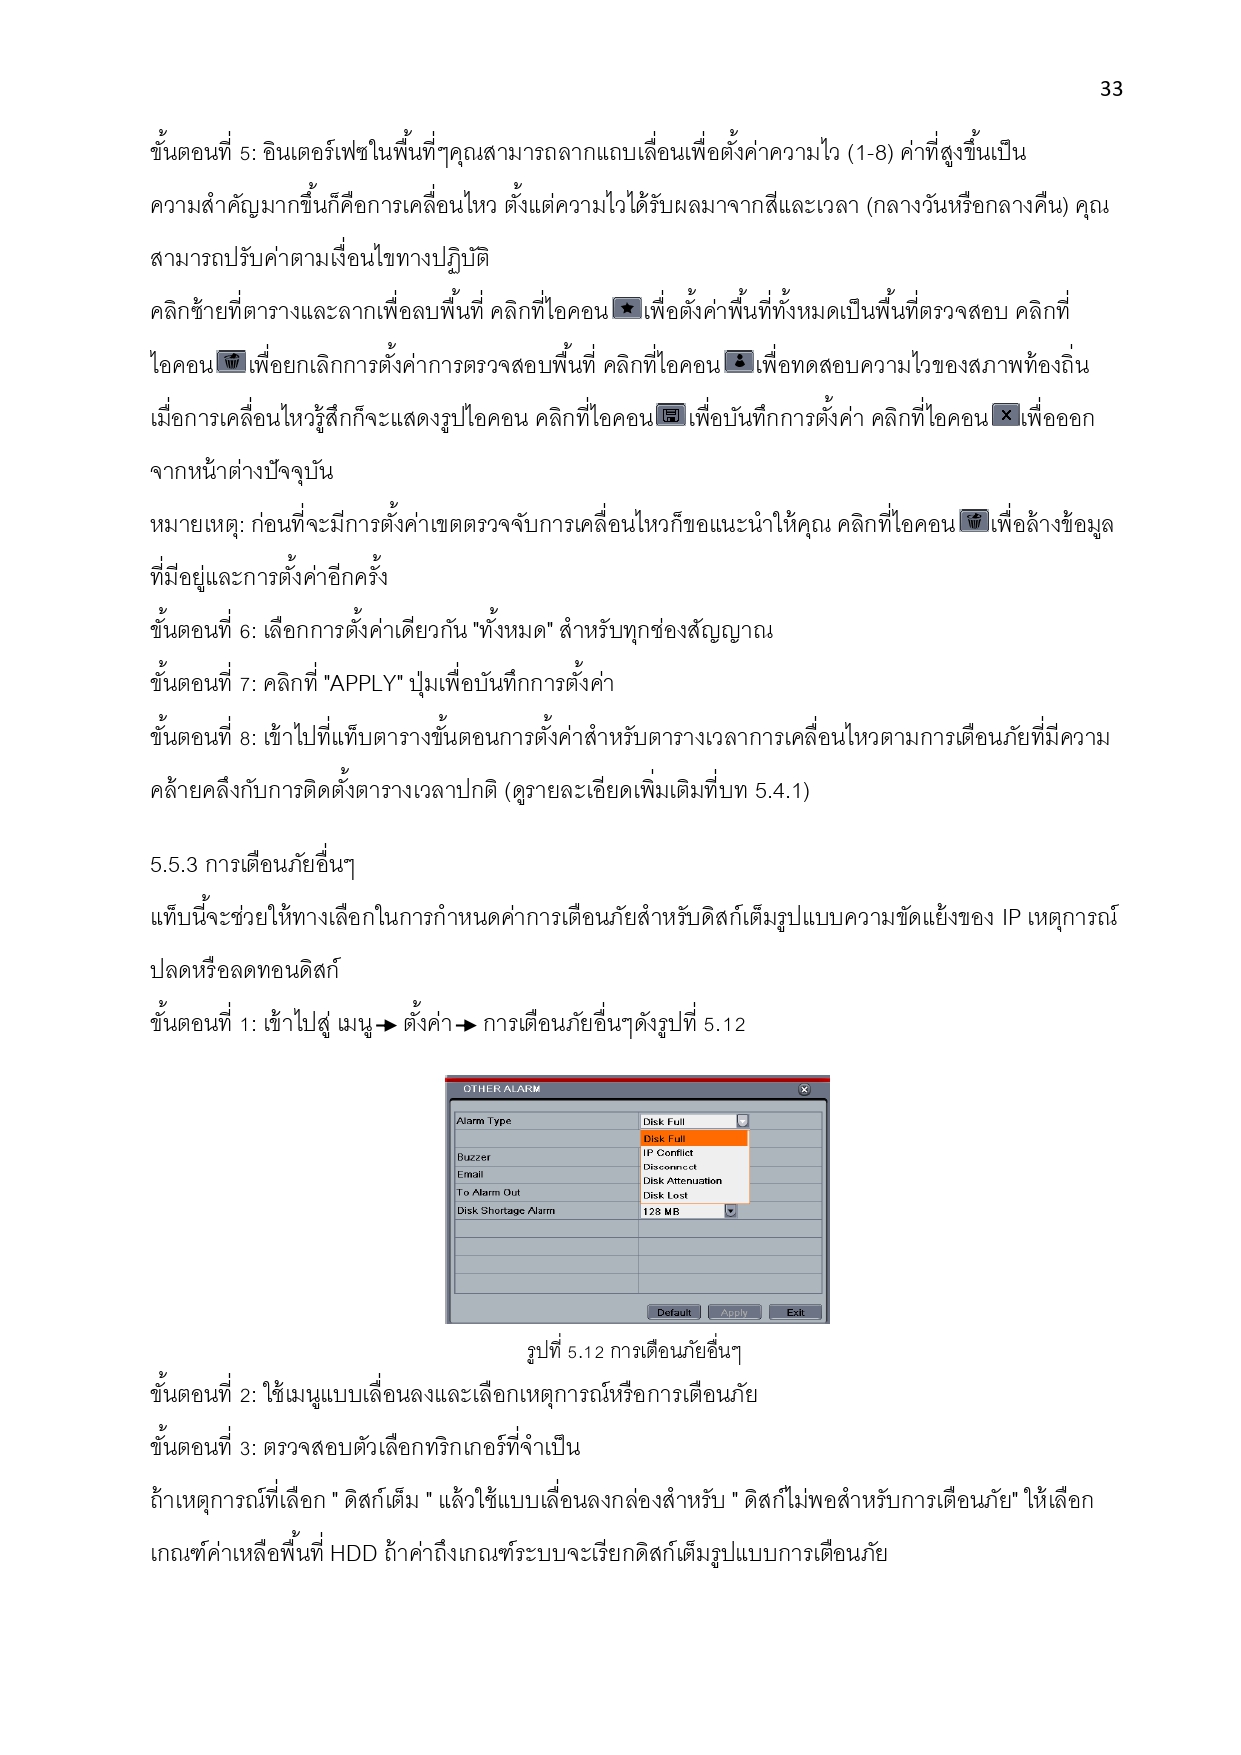 33
ขั้นตอนที่ 5: อินเตอร์เฟซในพื้นที่ๆคุณสามารถลากแถบเลื่อนเพื่อตั้งค่าความไว (1-8) ค่าที่สูงขึ้นเป็น
ความสำคัญมากขึ้นก็คือการเคลื่อนไหว ตั้งแต่ความไวได้รับผลมาจากสีและเวลา (กลางวันหรือกลางคืน) คุณ
สามารถปรับค่าตามเงื่อนไขทางปฏิบัติ
คลิกซ้ายที่ตารางและลากเพื่อลบพื้นที่ คลิกที่ไอคอน เพื่อตั้งค่าพื้นที่ทั้งหมดเป็นพื้นที่ตรวจสอบ คลิกที่
ไอคอน เพื่อยกเลิกการตั้งค่าการตรวจสอบพื้นที่ คลิกที่ไอคอน เพื่อทดสอบความไวของสภาพท้องถิ่น
เมื่อการเคลื่อนไหวรู้สึกก็จะแสดงรูปไอคอน คลิกที่ไอคอน เพื่อบันทึกการตั้งค่า คลิกที่ไอคอน เพื่อออก
จากหน้าต่างปัจจุบัน
หมายเหตุ: ก่อนที่จะมีการตั้งค่าเขตตรวจจับการเคลื่อนไหวก็ขอแนะนำให้คุณ คลิกที่ไอคอน เพื่อล้างข้อมูล
ที่มีอยู่และการตั้งค่าอีกครั้ง
ขั้นตอนที่ 6: เลือกการตั้งค่าเดียวกัน "ทั้งหมด" สำหรับทุกช่องสัญญาณ
ขั้นตอนที่ 7: คลิกที่ "APPLY" ปุ่มเพื่อบันทึกการตั้งค่า
ขั้นตอนที่ 8: เข้าไปที่แท็บตารางขั้นตอนการตั้งค่าสำหรับตารางเวลาการเคลื่อนไหวตามการเตือนภัยที่มีความ
คล้ายคลึงกับการติดตั้งตารางเวลาปกติ (ดูรายละเอียดเพิ่มเติมที่บท 5.4.1)
5.5.3 การเตือนภัยอื่นๆ
แท็บนี้จะช่วยให้ทางเลือกในการกำหนดค่าการเตือนภัยสำหรับดิสก์เต็มรูปแบบความขัดแย้งของ IP เหตุการณ์
ปลดหรือลดทอนดิสก์
ขั้นตอนที่ 1: เข้าไปสู่ เมนู → ตั้งค่า → การเตือนภัยอื่นๆดังรูปที่ 5.12
OTHER ALARM
Alarm Type Disk Full
Disk Full
IP Conflict
Buzzer
Disconnect
Email
Disk Attenuation
To Alarm Out
Disk Lost
Disk Shortage Alarm 128 MB
Default Apply Exit
รูปที่ 5.12 การเตือนภัยอื่นๆ
ขั้นตอนที่ 2: ใช้เมนูแบบเลื่อนลงและเลือกเหตุการณ์หรือการเตือนภัย
ขั้นตอนที่ 3: ตรวจสอบตัวเลือกทริกเกอร์ที่จำเป็น
ถ้าเหตุการณ์ที่เลือก " ดิสก์เต็ม " แล้วใช้แบบเลื่อนลงกล่องสำหรับ " ดิสก์ไม่พอสำหรับการเตือนภัย" ให้เลือก
เกณฑ์ค่าเหลือพื้นที่ HDD ถ้าค่าถึงเกณฑ์ระบบจะเรียกดิสก์เต็มรูปแบบการเตือนภัย